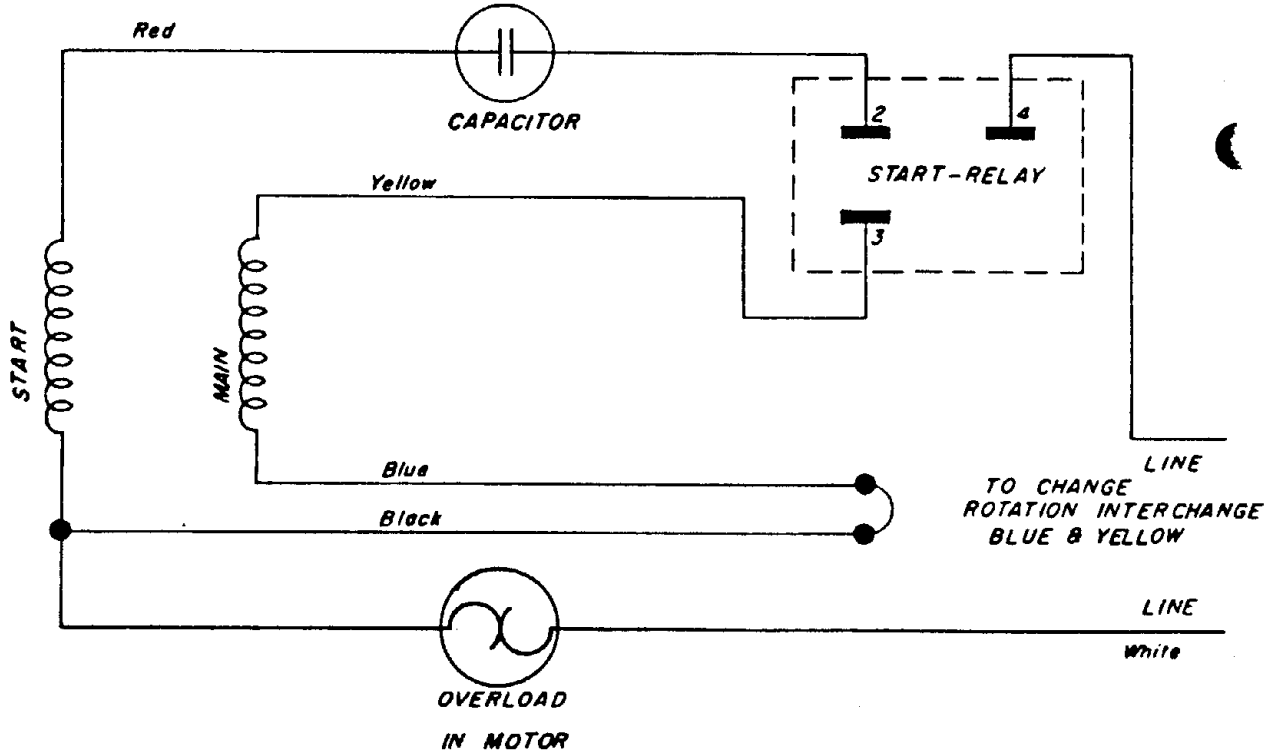 Red
CAPACITOR
2
4
START-RELAY
Yellow
3
START
MAIN
Blue
Black
LINE
TO CHANGE
ROTATION INTERCHANGE
BLUE & YELLOW
LINE
White
OVERLOAD
IN MOTOR